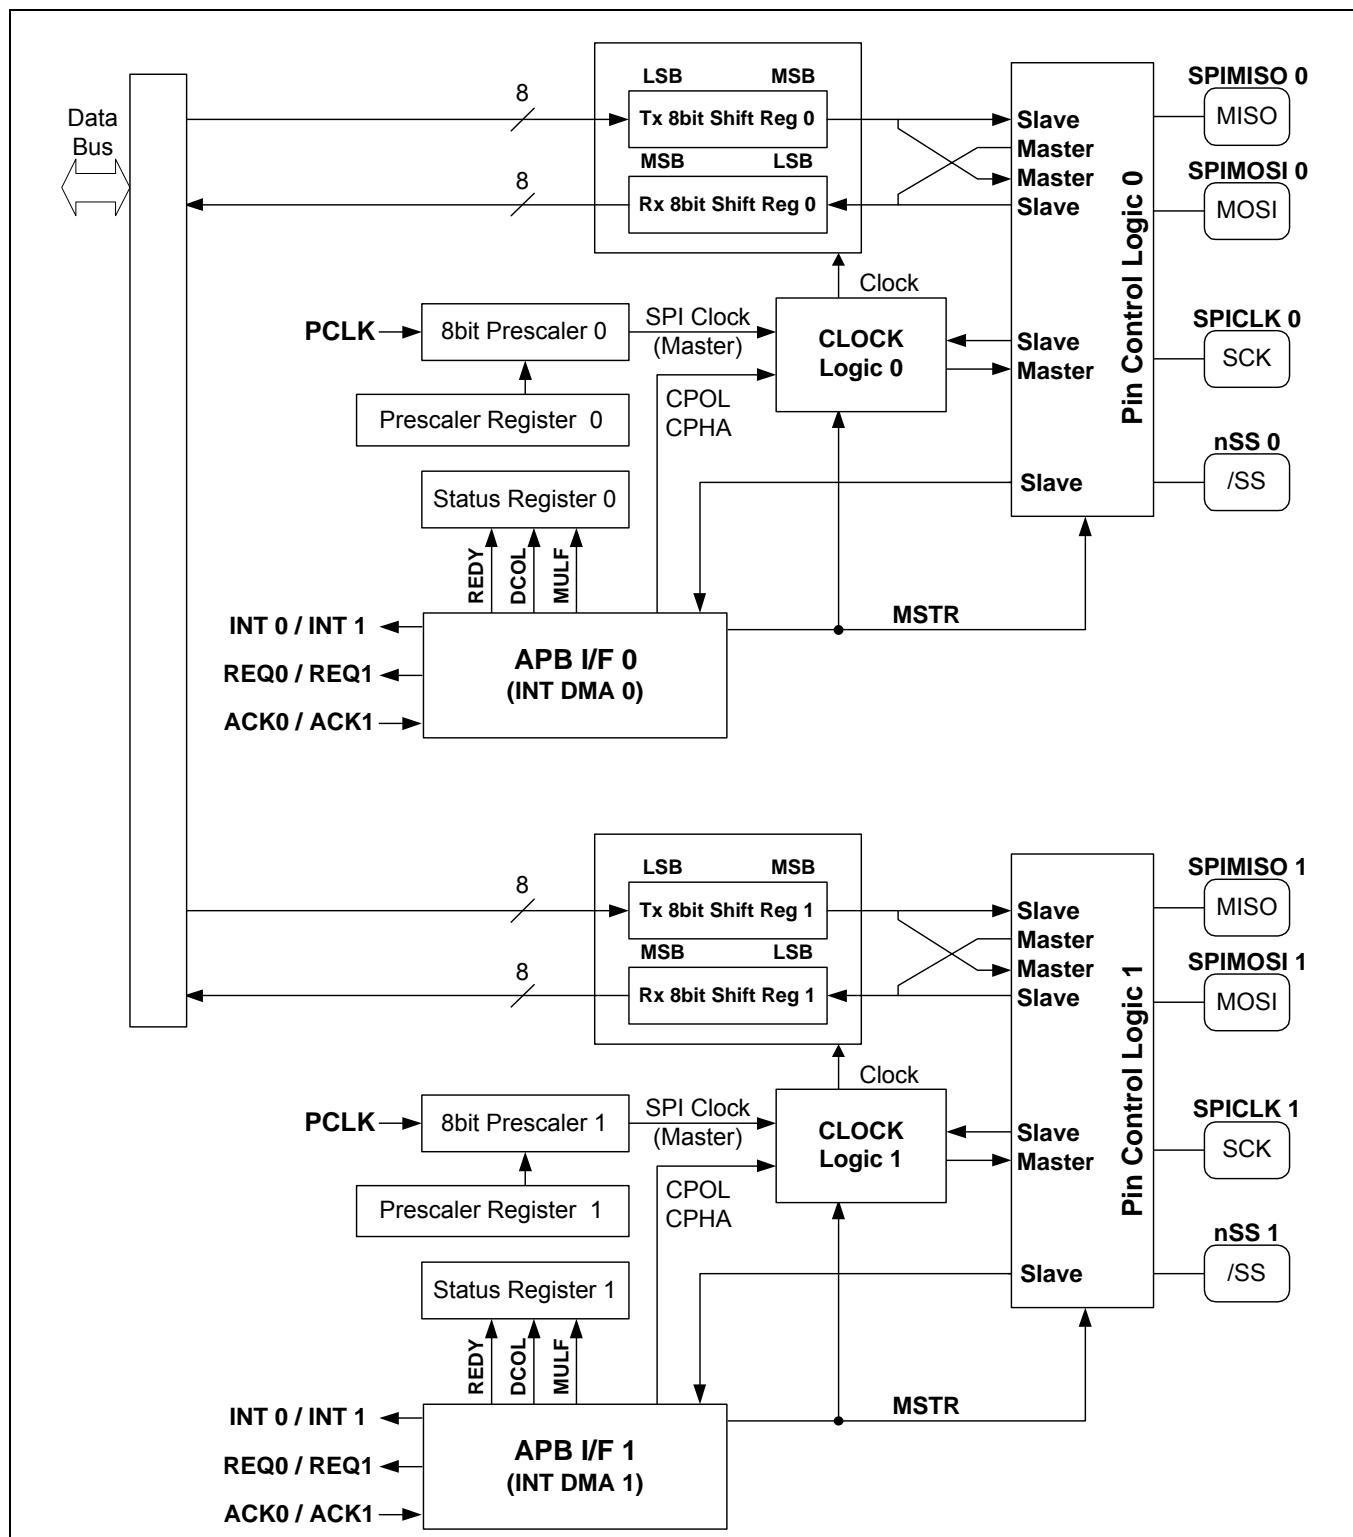 Data
Bus
8
LSB MSB
Tx 8bit Shift Reg 0
MSB LSB
8
Rx 8bit Shift Reg 0
Slave
Master
Master
Slave
Pin Control Logic 0
SPIMISO 0
MISO
SPIMOSI 0
MOSI
Clock
PCLK
8bit Prescaler 0
SPI Clock
(Master)
CLOCK
Logic 0
Slave
Master
SPICLK 0
SCK
Prescaler Register 0
CPOL
CPHA
nSS 0
/SS
Status Register 0
Slave
REDY
DCOL
MULF
MSTR
INT 0 / INT 1
REQ0 / REQ1
ACK0 / ACK1
APB I/F 0
(INT DMA 0)
8
LSB MSB
Tx 8bit Shift Reg 1
MSB LSB
8
Rx 8bit Shift Reg 1
Slave
Master
Master
Slave
Pin Control Logic 1
SPIMISO 1
MISO
SPIMOSI 1
MOSI
Clock
PCLK
8bit Prescaler 1
SPI Clock
(Master)
CLOCK
Logic 1
Slave
Master
SPICLK 1
SCK
Prescaler Register 1
CPOL
CPHA
nSS 1
/SS
Status Register 1
Slave
REDY
DCOL
MULF
MSTR
INT 0 / INT 1
REQ0 / REQ1
ACK0 / ACK1
APB I/F 1
(INT DMA 1)